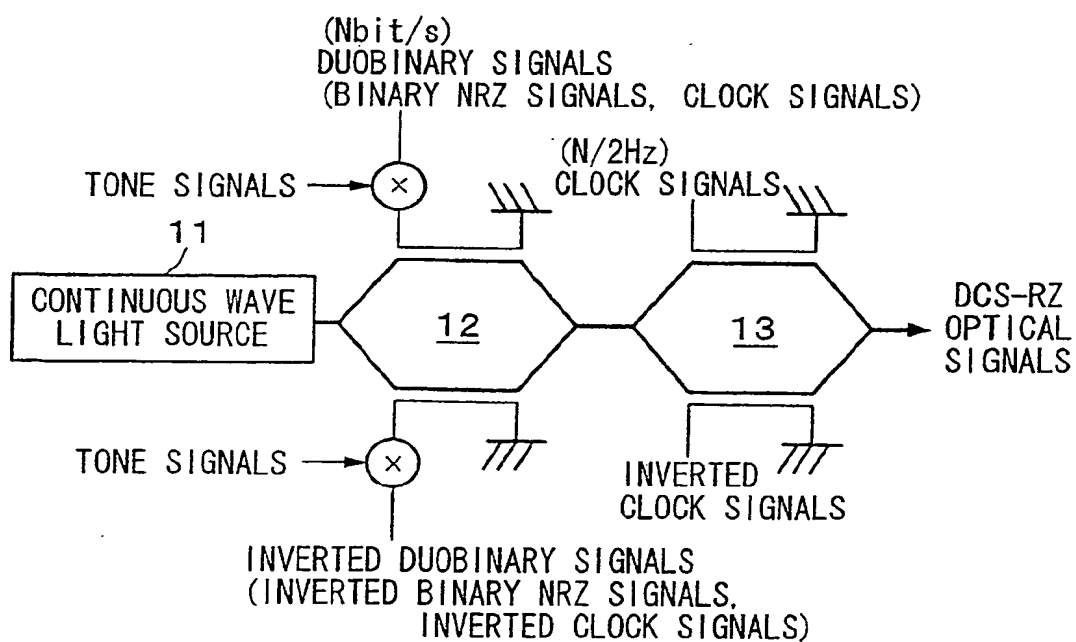 (Nbit/s)
DUOBINARY SIGNALS
(BINARY NRZ SIGNALS, CLOCK SIGNALS)
(N/2Hz)
CLOCK SIGNALS
TONE SIGNALS
×
11
CONTINUOUS WAVE
LIGHT SOURCE
12
13
DCS-RZ
OPTICAL
SIGNALS
TONE SIGNALS
×
INVERTED
CLOCK SIGNALS
INVERTED DUOBINARY SIGNALS
(INVERTED BINARY NRZ SIGNALS,
INVERTED CLOCK SIGNALS)